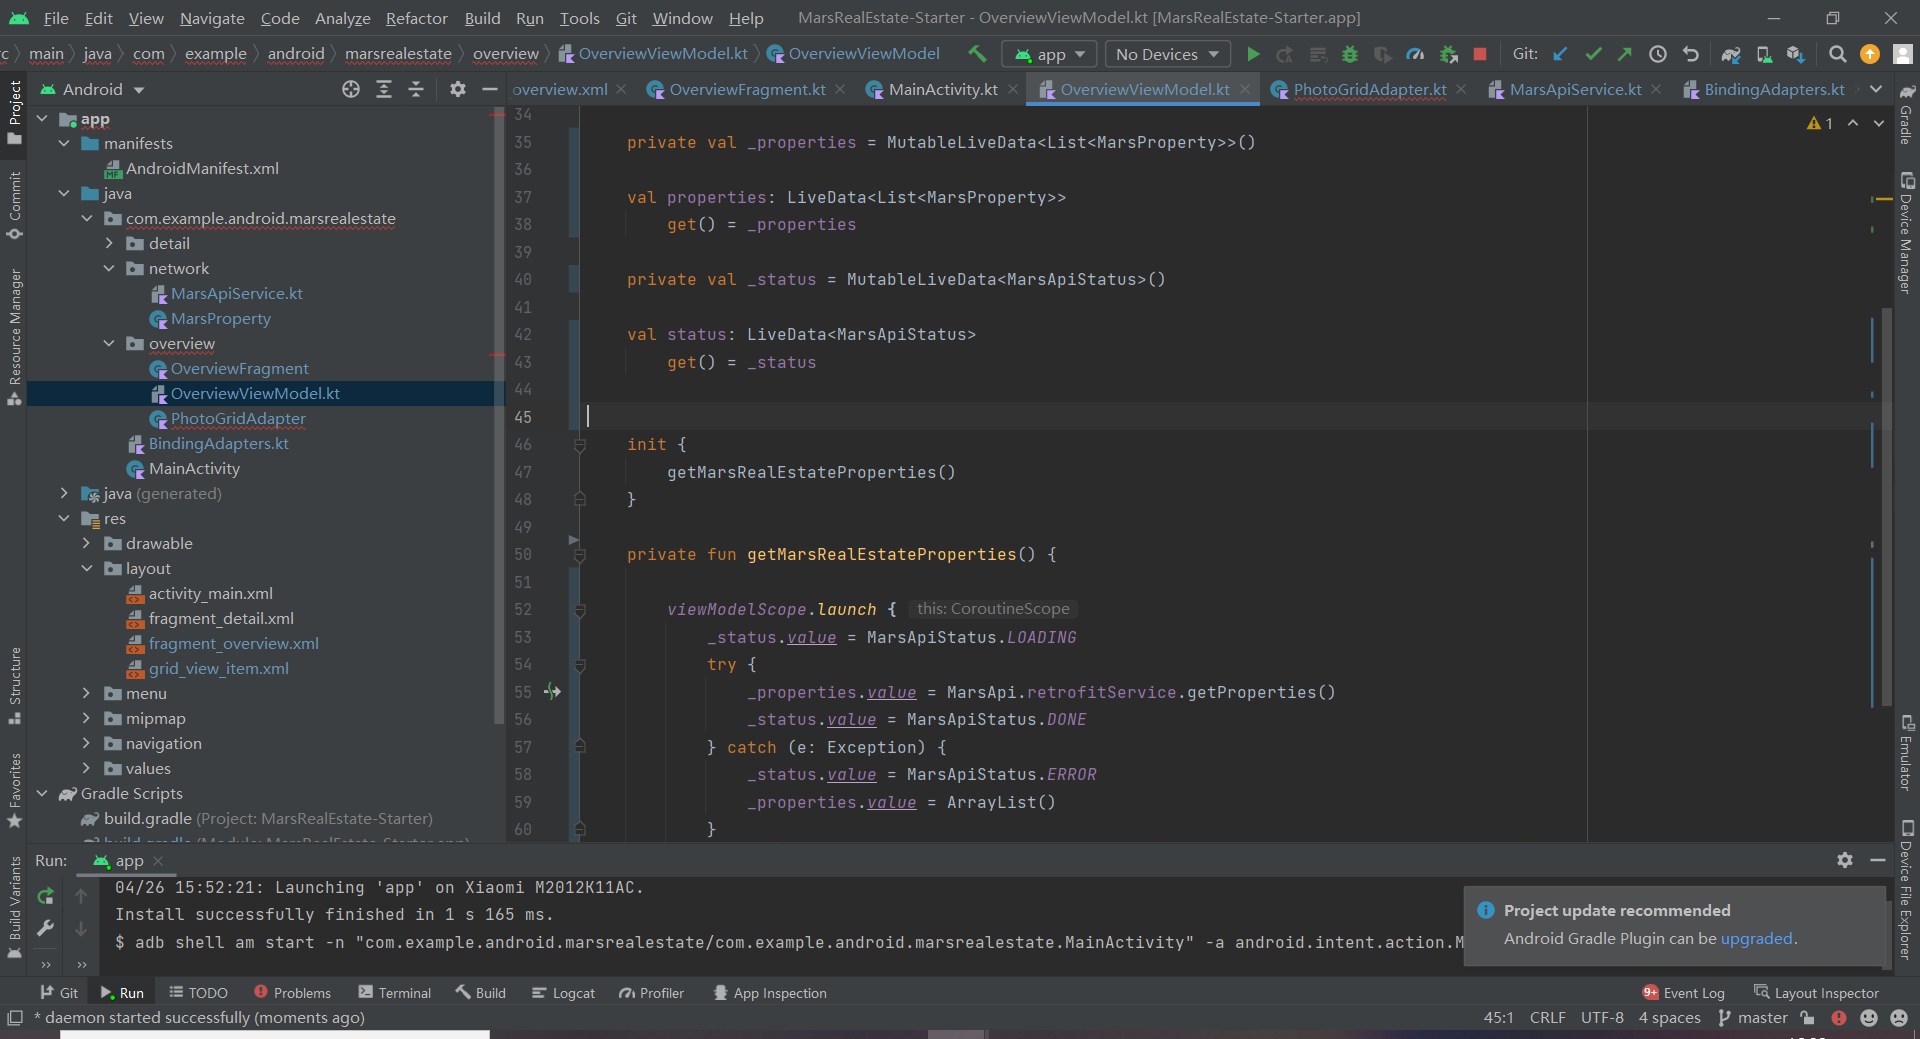 File Edit View Navigate Code Analyze Refactor Build Run Tools Git Window Help MarsRealEstate-Starter - OverviewViewModel.kt [MarsRealEstate-Starter.app]
rc main java com example android marsrealestate overview OverviewViewModel.kt OverviewViewModel app No Devices Git:
Android
overview.xml OverviewFragment.kt MainActivity.kt OverviewViewModel.kt PhotoGridAdapter.kt MarsApiService.kt BindingAdapters.kt
Project
Commit
Resource Manager
Structure
Favorites
Build Variants
app
manifests
AndroidManifest.xml
java
com.example.android.marsrealestate
detail
network
MarsApiService.kt
MarsProperty
overview
OverviewFragment
OverviewViewModel.kt
PhotoGridAdapter
BindingAdapters.kt
MainActivity
java (generated)
res
drawable
layout
activity_main.xml
fragment_detail.xml
fragment_overview.xml
grid_view_item.xml
menu
mipmap
navigation
values
Gradle Scripts
build.gradle (Project: MarsRealEstate-Starter)
build.gradle (Module: MarsRealEstate-Starter.app)
1
34
35 private val _properties = MutableLiveData<List<MarsProperty>>()
36
37 val properties: LiveData<List<MarsProperty>>
38 get() = _properties
39
40 private val _status = MutableLiveData<MarsApiStatus>()
41
42 val status: LiveData<MarsApiStatus>
43 get() = _status
44
45
46 init {
47 getMarsRealEstateProperties()
48 }
49
50 private fun getMarsRealEstateProperties() {
51
52 viewModelScope.launch { this: CoroutineScope
53 _status.value = MarsApiStatus.LOADING
54 try {
55 _properties.value = MarsApi.retrofitService.getProperties()
56 _status.value = MarsApiStatus.DONE
57 } catch (e: Exception) {
58 _status.value = MarsApiStatus.ERROR
59 _properties.value = ArrayList()
60 }
Gradle
Device Manager
Emulator
Device File Explorer
Run: app
04/26 15:52:21: Launching 'app' on Xiaomi M2012K11AC.
Install successfully finished in 1 s 165 ms.
$ adb shell am start -n "com.example.android.marsrealestate/com.example.android.marsrealestate.MainActivity" -a android.intent.action.M
Project update recommended
Android Gradle Plugin can be upgraded.
Git Run TODO Problems Terminal Build Logcat Profiler App Inspection 9+ Event Log Layout Inspector
* daemon started successfully (moments ago) 45:1 CRLF UTF-8 4 spaces master